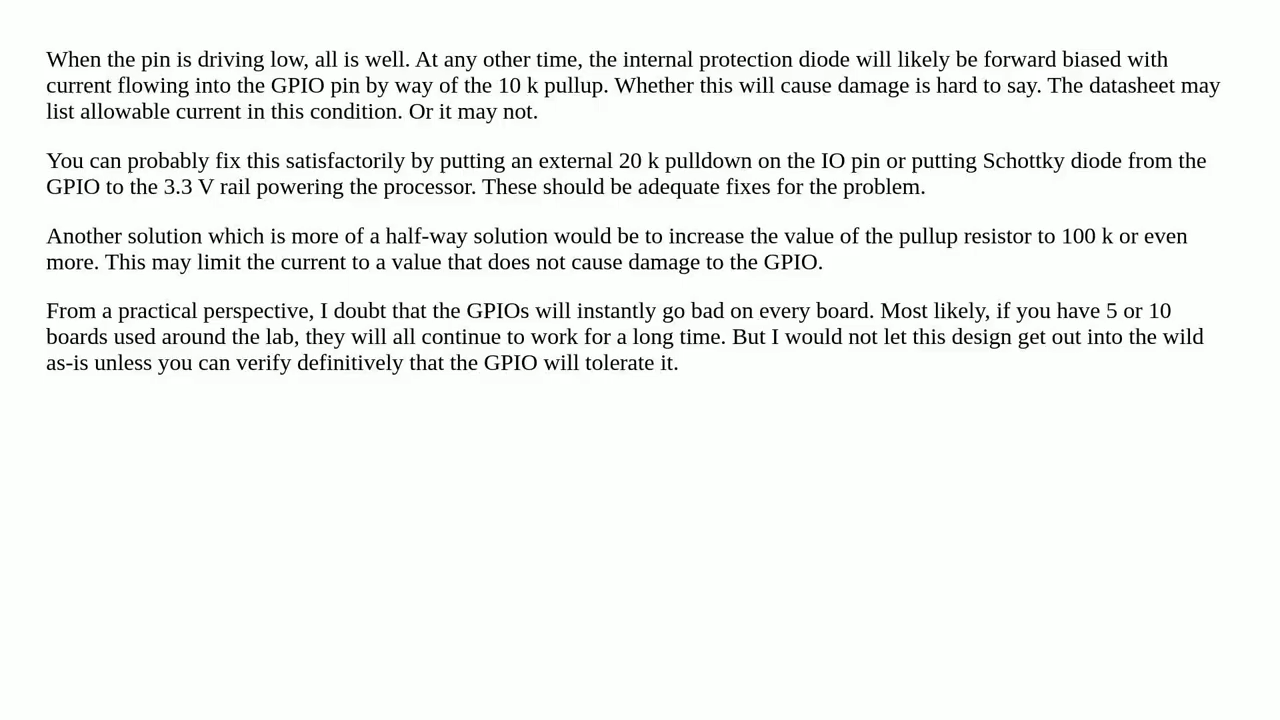 When the pin is driving low, all is well. At any other time, the internal protection diode will likely be forward biased with
current flowing into the GPIO pin by way of the 10 k pullup. Whether this will cause damage is hard to say. The datasheet may
list allowable current in this condition. Or it may not.
You can probably fix this satisfactorily by putting an external 20 k pulldown on the IO pin or putting Schottky diode from the
GPIO to the 3.3 V rail powering the processor. These should be adequate fixes for the problem.
Another solution which is more of a half-way solution would be to increase the value of the pullup resistor to 100 k or even
more. This may limit the current to a value that does not cause damage to the GPIO.
From a practical perspective, I doubt that the GPIOs will instantly go bad on every board. Most likely, if you have 5 or 10
boards used around the lab, they will all continue to work for a long time. But I would not let this design get out into the wild
as-is unless you can verify definitively that the GPIO will tolerate it.